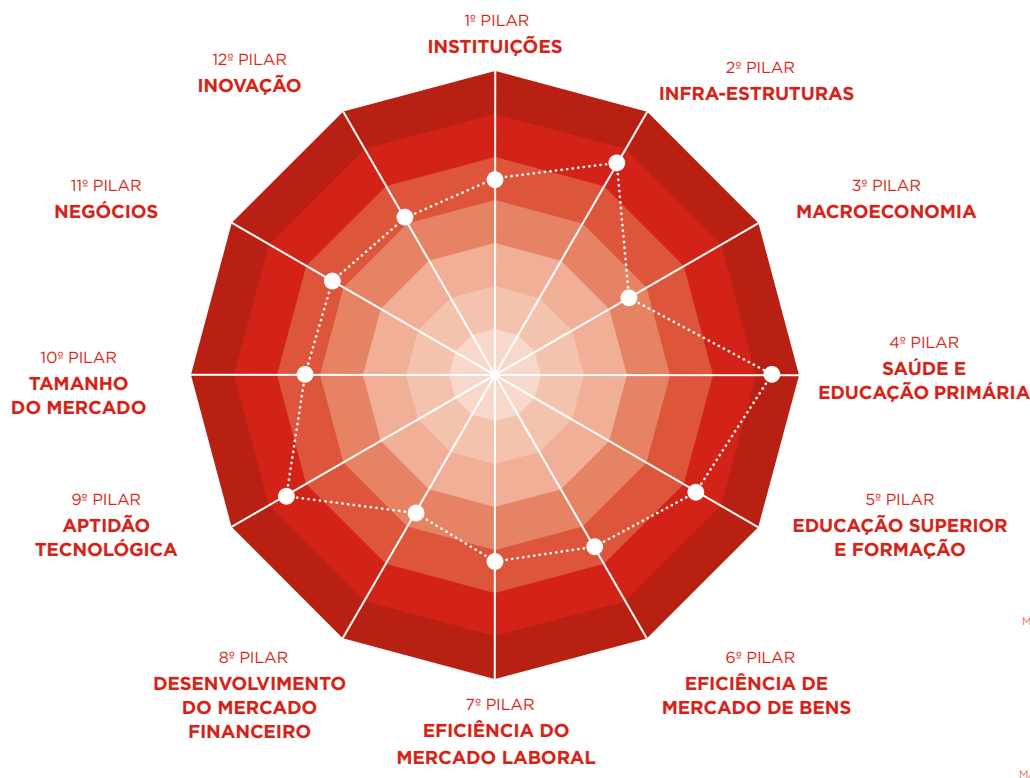 1º PILAR
INSTITUIÇÕES
2º PILAR
INFRA-ESTRUTURAS
3º PILAR
MACROECONOMIA
4º PILAR
SAÚDE E
EDUCAÇÃO PRIMÁRIA
5º PILAR
EDUCAÇÃO SUPERIOR
E FORMAÇÃO
6º PILAR
EFICIÊNCIA DE
MERCADO DE BENS
7º PILAR
EFICIÊNCIA DO
MERCADO LABORAL
8º PILAR
DESENVOLVIMENTO
DO MERCADO
FINANCEIRO
9º PILAR
APTIDÃO
TECNOLÓGICA
10º PILAR
TAMANHO
DO MERCADO
11º PILAR
NEGÓCIOS
12º PILAR
INOVAÇÃO